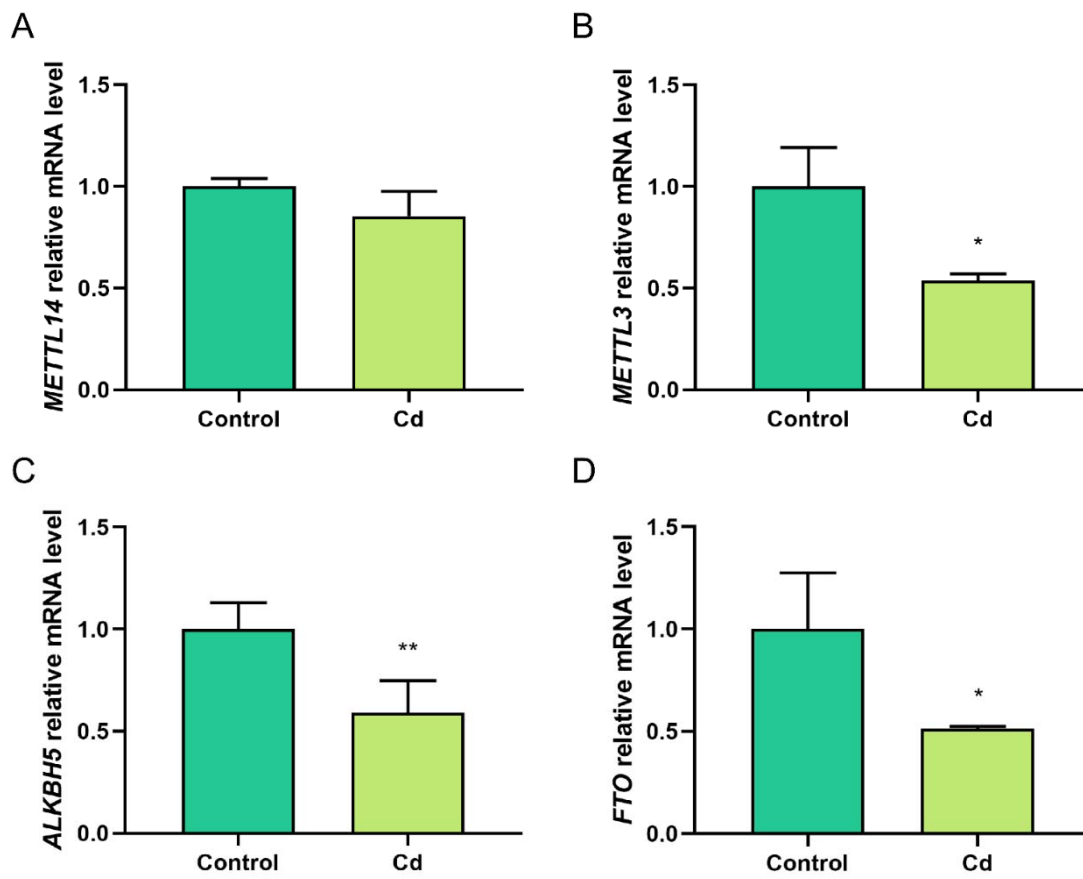 A
METTL14 relative mRNA level
1.5
1.0
0.5
0.0
Control
Cd
B
METTL3 relative mRNA level
1.5
1.0
0.5
0.0
*
Control
Cd
C
ALKBH5 relative mRNA level
1.5
1.0
0.5
0.0
**
Control
Cd
D
FTO relative mRNA level
1.5
1.0
0.5
0.0
*
Control
Cd